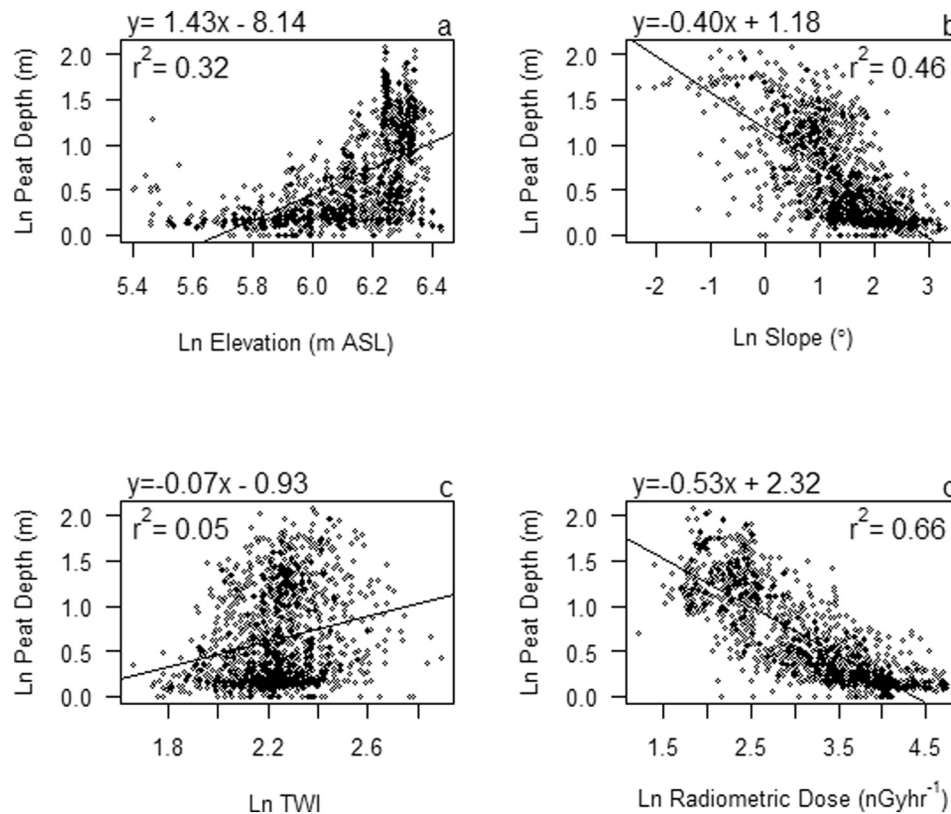 y= 1.43x - 8.14
a
r²= 0.32
Ln Peat Depth (m)
2.0
1.5
1.0
0.5
0.0
5.4 5.6 5.8 6.0 6.2 6.4
Ln Elevation (m ASL)
y=-0.40x + 1.18
b
r²= 0.46
Ln Peat Depth (m)
2.0
1.5
1.0
0.5
0.0
-2 -1 0 1 2 3
Ln Slope (°)
y=-0.07x - 0.93
c
r²= 0.05
Ln Peat Depth (m)
2.0
1.5
1.0
0.5
0.0
1.8 2.2 2.6
Ln TWI
y=-0.53x + 2.32
r²= 0.66
Ln Peat Depth (m)
2.0
1.5
1.0
0.5
0.0
1.5 2.5 3.5 4.5
Ln Radiometric Dose (nGyhr⁻¹)